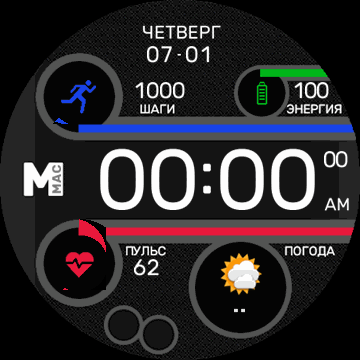 ЧЕТВЕРГ
07-01
1000
ШАГИ
100
ЭНЕРГИЯ
M MAC
00:00
00
AM
ПУЛЬС
62
ПОГОДА
--